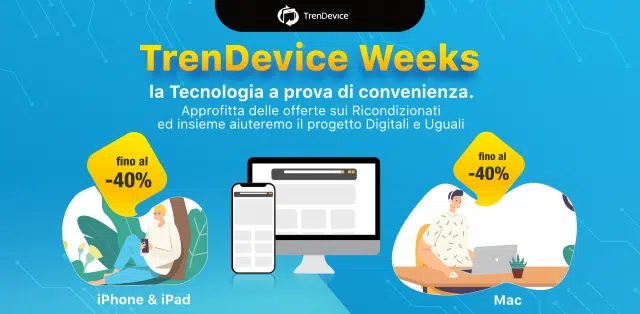 TrenDevice
TrenDevice Weeks
la Tecnologia a prova di convenienza.
Approfitta delle offerte sui Ricondizionati
ed insieme aiuteremo il progetto Digitali e Uguali
fino al
-40%
fino al
-40%
iPhone & iPad
Mac